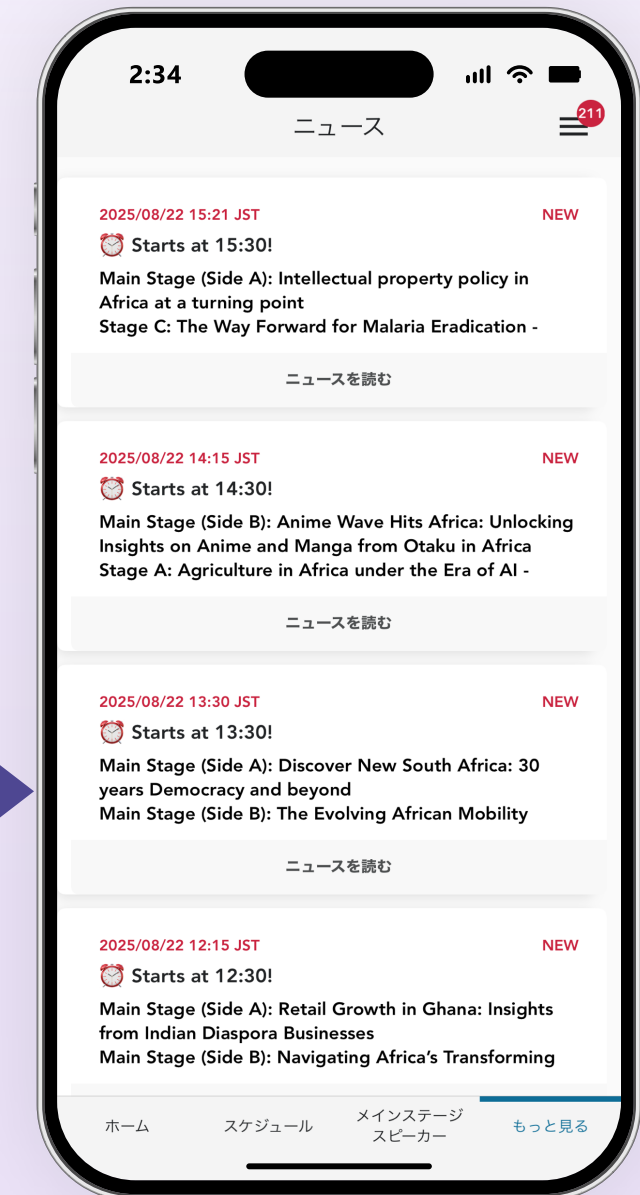 2:34
ニュース
211
2025/08/22 15:21 JST NEW
⏰ Starts at 15:30!
Main Stage (Side A): Intellectual property policy in
Africa at a turning point
Stage C: The Way Forward for Malaria Eradication -
ニュースを読む
2025/08/22 14:15 JST NEW
⏰ Starts at 14:30!
Main Stage (Side B): Anime Wave Hits Africa: Unlocking
Insights on Anime and Manga from Otaku in Africa
Stage A: Agriculture in Africa under the Era of AI -
ニュースを読む
2025/08/22 13:30 JST NEW
⏰ Starts at 13:30!
Main Stage (Side A): Discover New South Africa: 30
years Democracy and beyond
Main Stage (Side B): The Evolving African Mobility
ニュースを読む
2025/08/22 12:15 JST NEW
⏰ Starts at 12:30!
Main Stage (Side A): Retail Growth in Ghana: Insights
from Indian Diaspora Businesses
Main Stage (Side B): Navigating Africa’s Transforming
ホーム
スケジュール
メインステージ
スピーカー
もっと見る